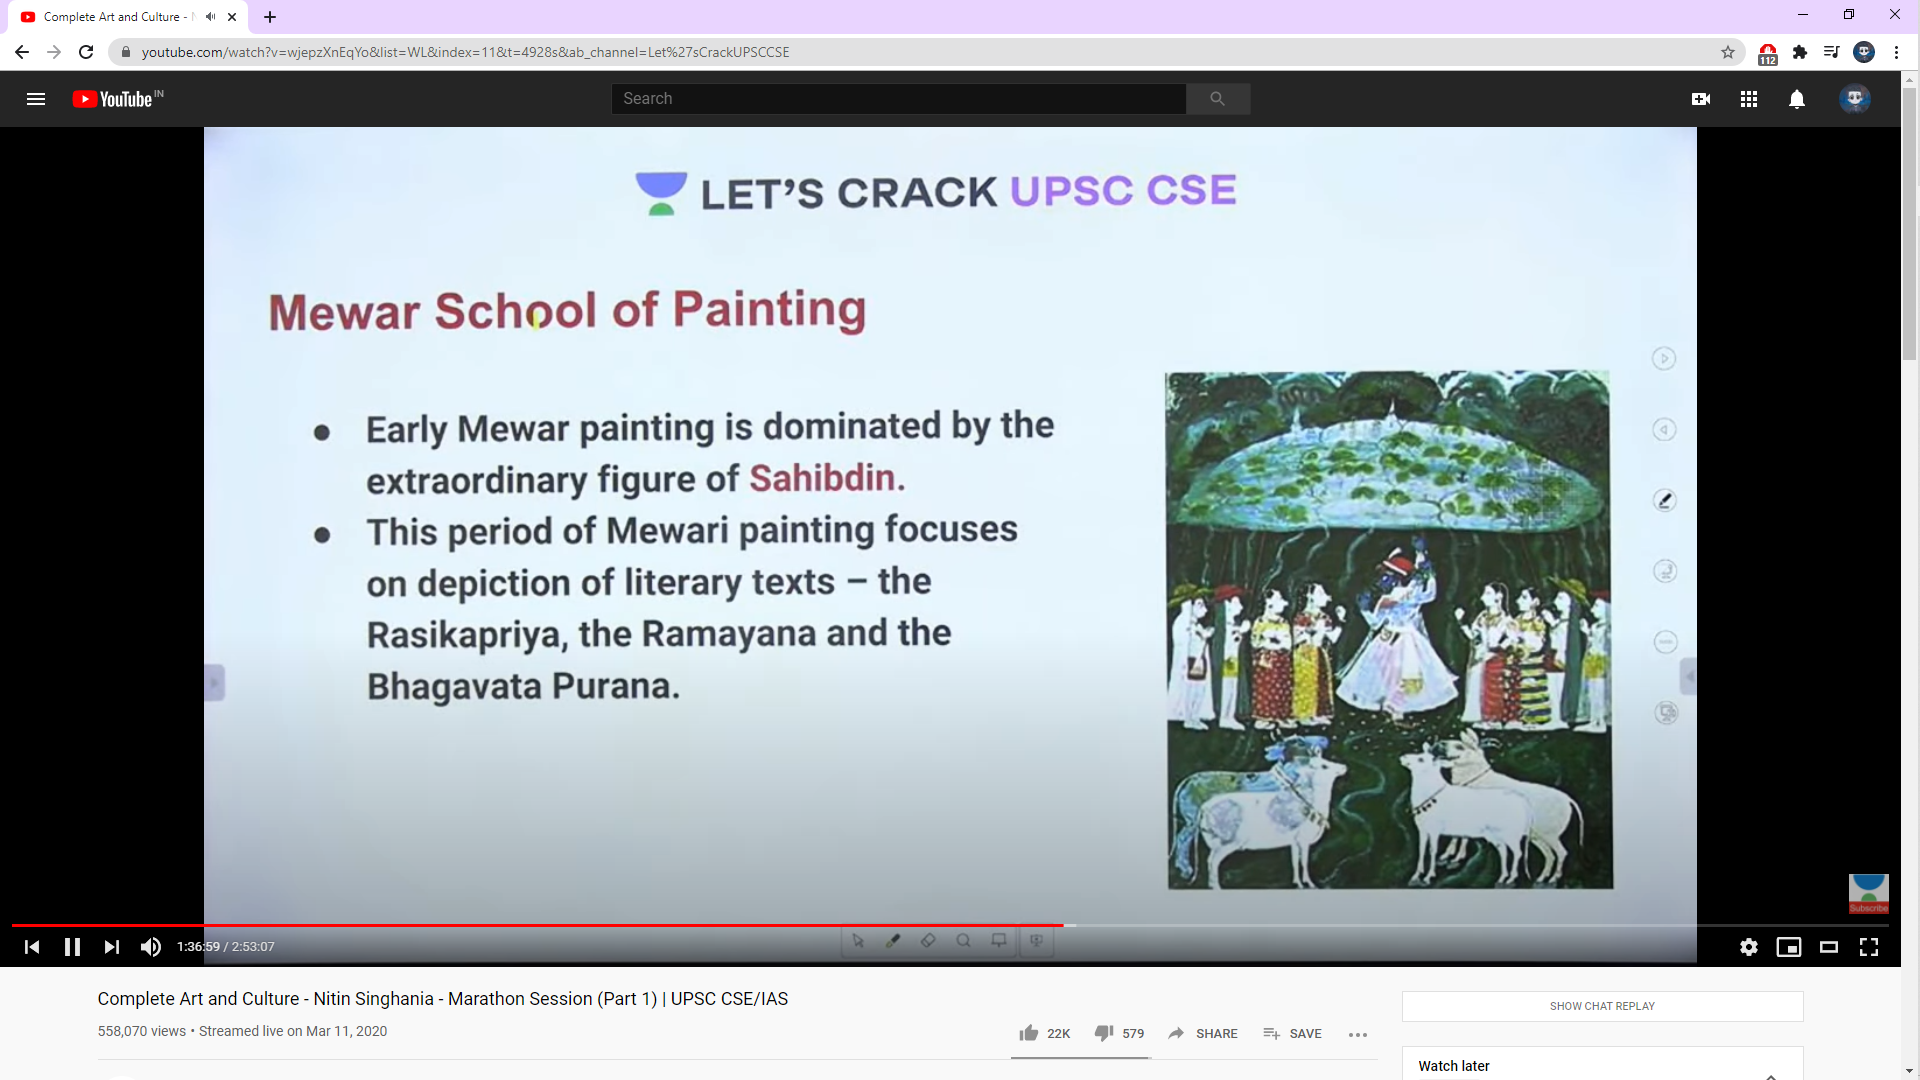 Complete Art and Culture -
youtube.com/watch?v=wjepzXnEqYo&list=WL&index=11&t=4928s&ab_channel=Let%27sCrackUPSCCSE
112
YouTube IN
Search
LET'S CRACK UPSC CSE
Mewar School of Painting
Early Mewar painting is dominated by the
extraordinary figure of Sahibdin.
This period of Mewari painting focuses
on depiction of literary texts – the
Rasikapriya, the Ramayana and the
Bhagavata Purana.
Subscribe
1:36:59 / 2:53:07
Complete Art and Culture - Nitin Singhania - Marathon Session (Part 1) | UPSC CSE/IAS
558,070 views • Streamed live on Mar 11, 2020
22K 579 SHARE SAVE
SHOW CHAT REPLAY
Watch later